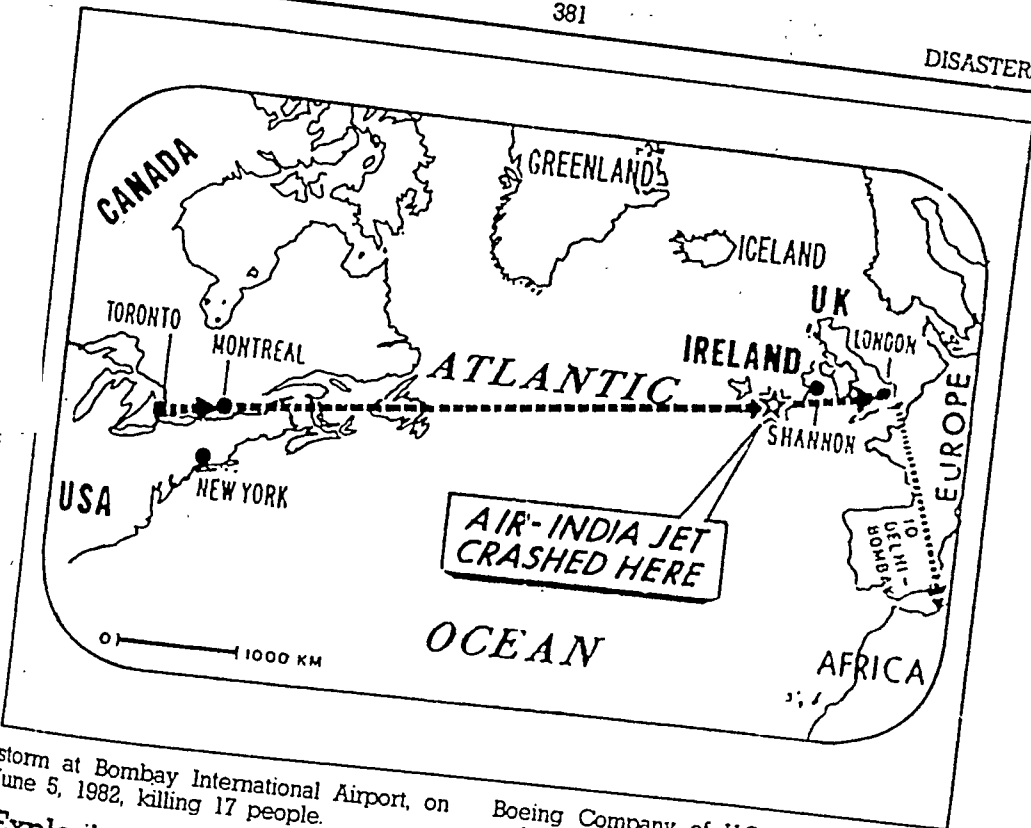 381
DISASTER
CANADA
GREENLAND
ICELAND
UK
TORONTO
MONTREAL
LONDON
IRELAND
ATLANTIC
SHANNON
EUROPE
NEW YORK
USA
AIR-INDIA JET
CRASHED HERE
TO
DELHI-
BOMBAY
OCEAN
0 1000 KM
AFRICA
storm at Bombay International Airport, on
June 5, 1982, killing 17 people.
Boeing Company of